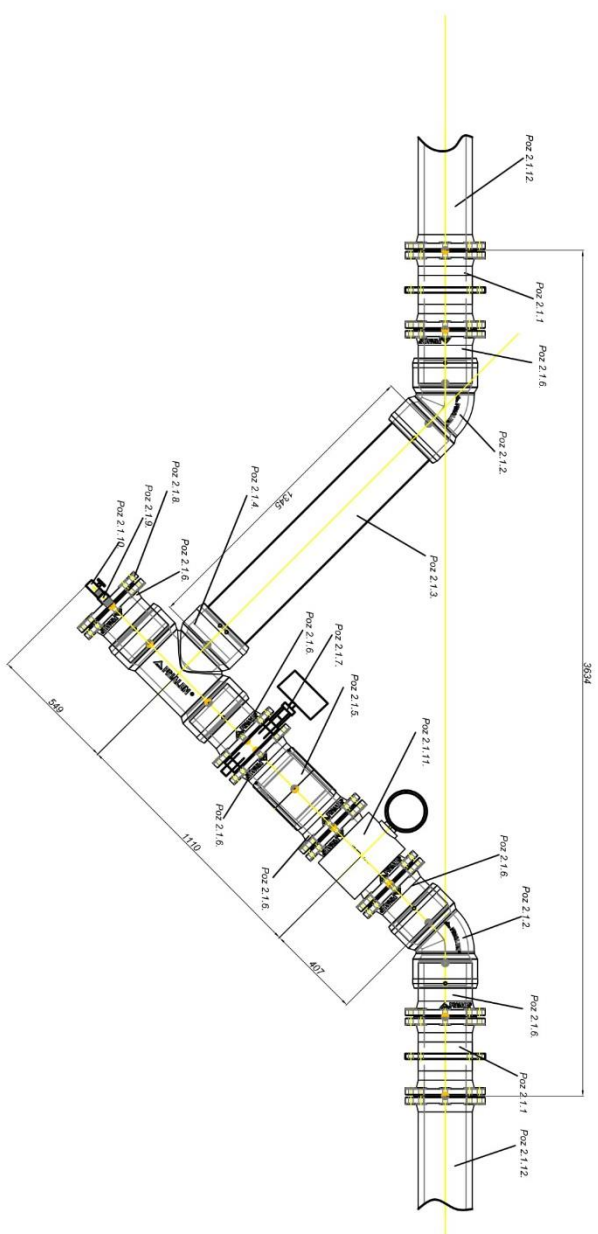 Poz 2.1.12.
Poz 2.1.1
Poz 2.1.6.
Poz 2.1.2.
3634
1345
Poz 2.1.3.
Poz 2.1.4.
Poz 2.1.8.
Poz 2.1.9.
Poz 2.1.10.
Poz 2.1.6.
Poz 2.1.6.
Poz 2.1.7.
Poz 2.1.5.
Poz 2.1.11.
549
1110
407
Poz 2.1.6.
Poz 2.1.6.
Poz 2.1.6.
Poz 2.1.2.
Poz 2.1.6.
Poz 2.1.1
Poz 2.1.12.